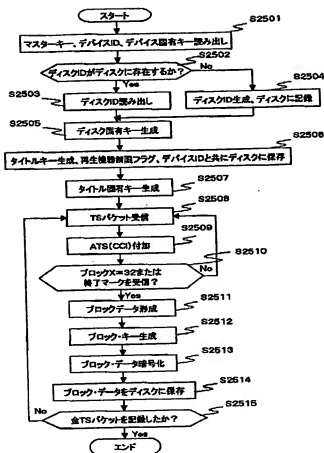 スタート
S2501
マスターキー、デバイスID、デバイス固有キー読み出し
S2502
ディスクIDがディスクに存在するか?
No
Yes
S2503
S2504
ディスクID読み出し
ディスクID生成、ディスクに記録
S2505
ディスク固有キー生成
S2506
タイトルキー生成、再生機器制限フラグ、デバイスIDと共にディスクに保存
S2507
タイトル固有キー生成
S2508
TSパケット受信
S2509
ATS(CCI)付加
S2510
ブロックX=32または
終了マークを受信?
No
Yes
S2511
ブロックデータ形成
S2512
ブロック・キー生成
S2513
ブロック・データ暗号化
S2514
ブロック・データをディスクに保存
No
S2515
全TSパケットを記録したか?
Yes
エンド